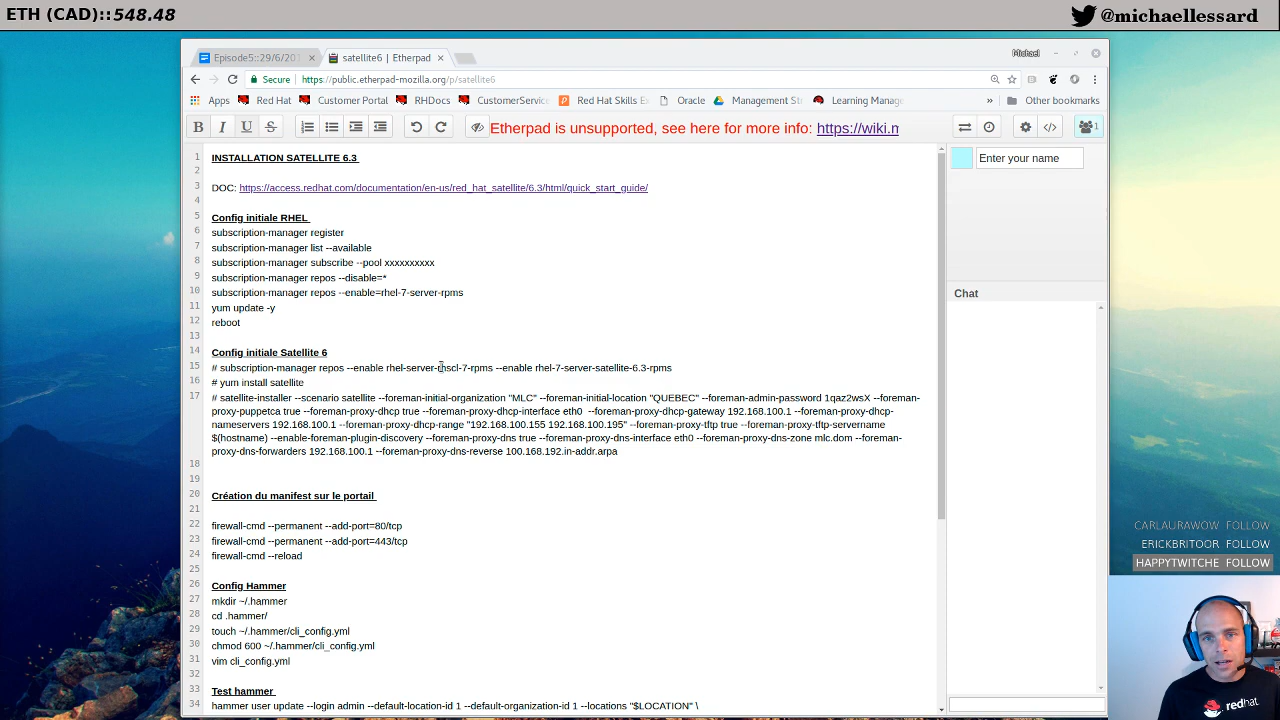 ETH (CAD)::548.48
@michaellessard
Episode5::29/6/20
satellite6 | Etherpad
Michael
Secure
https://public.etherpad-mozilla.org/p/satellite6
Apps
Red Hat
Customer Portal
RHDocs
CustomerService
Red Hat Skills E
Oracle
Management St
Learning Manag
»
Other bookmarks
B I U S
Etherpad is unsupported, see here for more info: https://wiki.n
1
Enter your name
Chat
1 INSTALLATION SATELLITE 6.3
2
3 DOC: https://access.redhat.com/documentation/en-us/red_hat_satellite/6.3/html/quick_start_guide/
4
5 Config initiale RHEL
6 subscription-manager register
7 subscription-manager list --available
8 subscription-manager subscribe --pool xxxxxxxxxx
9 subscription-manager repos --disable=*
10 subscription-manager repos --enable=rhel-7-server-rpms
11 yum update -y
12 reboot
13
14 Config initiale Satellite 6
15 # subscription-manager repos --enable rhel-server-rhscl-7-rpms --enable rhel-7-server-satellite-6.3-rpms
16 # yum install satellite
17 # satellite-installer --scenario satellite --foreman-initial-organization "MLC" --foreman-initial-location "QUEBEC" --foreman-admin-password 1qaz2wsX --foreman-
proxy-puppetca true --foreman-proxy-dhcp true --foreman-proxy-dhcp-interface eth0 --foreman-proxy-dhcp-gateway 192.168.100.1 --foreman-proxy-dhcp-
nameservers 192.168.100.1 --foreman-proxy-dhcp-range "192.168.100.155 192.168.100.195" --foreman-proxy-tftp true --foreman-proxy-tftp-servername
$(hostname) --enable-foreman-plugin-discovery --foreman-proxy-dns true --foreman-proxy-dns-interface eth0 --foreman-proxy-dns-zone mlc.dom --foreman-
proxy-dns-forwarders 192.168.100.1 --foreman-proxy-dns-reverse 100.168.192.in-addr.arpa
18
19
20 Création du manifest sur le portail
21
22 firewall-cmd --permanent --add-port=80/tcp
23 firewall-cmd --permanent --add-port=443/tcp
24 firewall-cmd --reload
25
26 Config Hammer
27 mkdir ~/.hammer
28 cd .hammer/
29 touch ~/.hammer/cli_config.yml
30 chmod 600 ~/.hammer/cli_config.yml
31 vim cli_config.yml
32
33 Test hammer
34 hammer user update --login admin --default-location-id 1 --default-organization-id 1 --locations "$LOCATION" \
CARLAURAWOW FOLLOW
ERICKBRITOOR FOLLOW
HAPPYTWITCHE FOLLOW
redhat